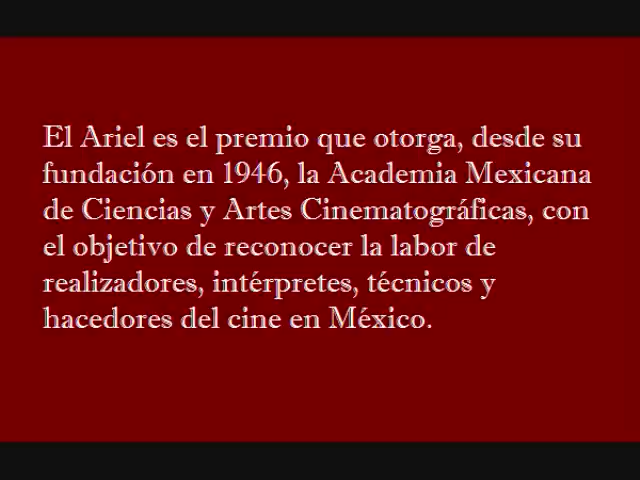 El Ariel es el premio que otorga, desde su
fundación en 1946, la Academia Mexicana
de Ciencias y Artes Cinematográficas, con
el objetivo de reconocer la labor de
realizadores, intérpretes, técnicos y
hacedores del cine en México.